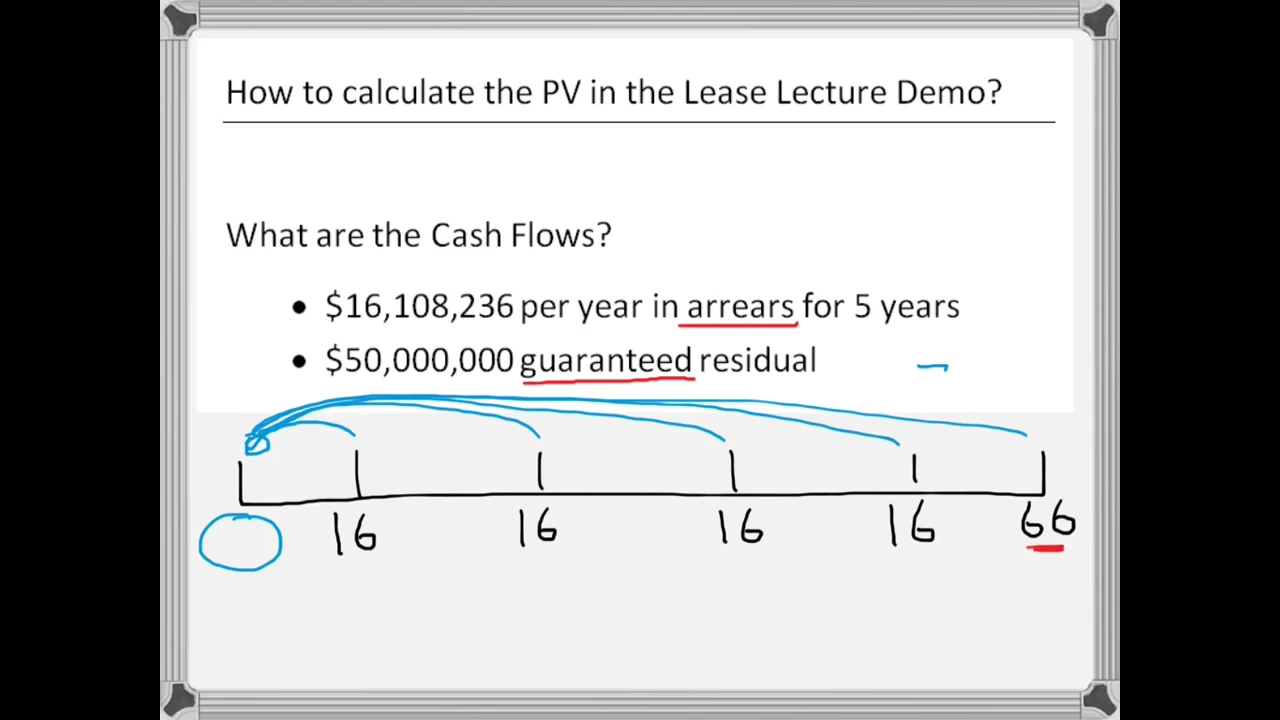 How to calculate the PV in the Lease Lecture Demo?
What are the Cash Flows?
• $16,108,236 per year in arrears for 5 years
• $50,000,000 guaranteed residual
16 16 16 16 66